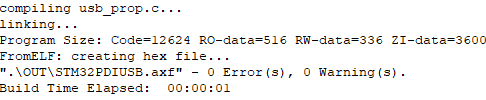 compiling usb_prop.c...
linking...
Program Size: Code=12624 RO-data=516 RW-data=336 ZI-data=3600
FromELF: creating hex file...
".\OUT\STM32PDIUSB.axf" - 0 Error(s), 0 Warning(s).
Build Time Elapsed:  00:00:01